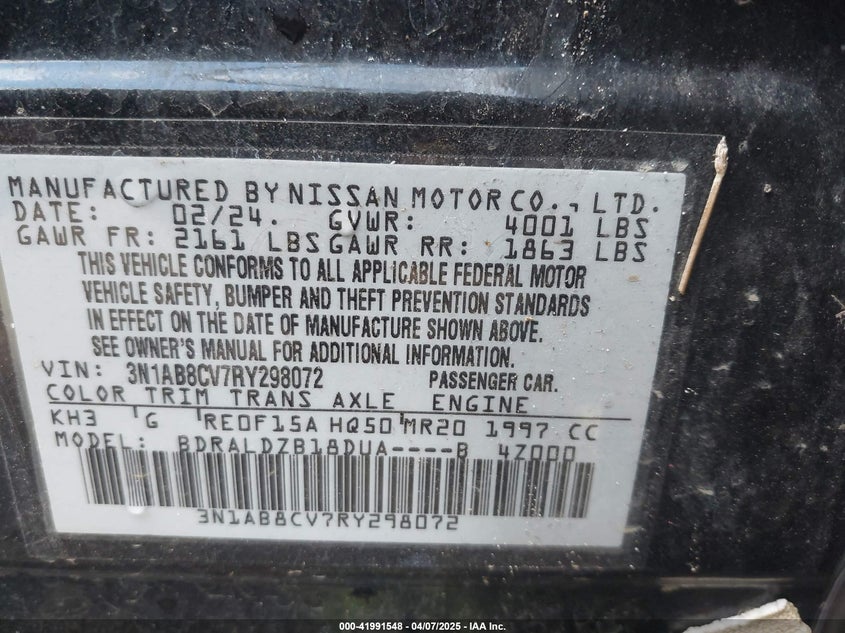 MANUFACTURED BY NISSAN MOTOR CO., LTD.
DATE: 02/24. GVWR: 4001 LBS
GAWR FR: 2161 LBS GAWR RR: 1863 LBS
THIS VEHICLE CONFORMS TO ALL APPLICABLE FEDERAL MOTOR
VEHICLE SAFETY, BUMPER AND THEFT PREVENTION STANDARDS
IN EFFECT ON THE DATE OF MANUFACTURE SHOWN ABOVE.
SEE OWNER'S MANUAL FOR ADDITIONAL INFORMATION.
VIN: 3N1AB8CV7RY298072 PASSENGER CAR.
COLOR TRIM TRANS AXLE ENGINE
KH3 G RE0F15A HQ50 MR20 1997 CC
MODEL: BDRALDZB18DUA----B 4Z000
3N1AB8CV7RY298072
000-41991548 - 04/07/2025 - IAA Inc.